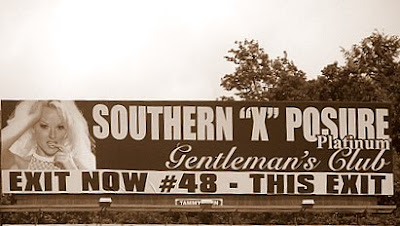 SOUTHERN "X" POSURE
Platinum
Gentleman's Club
EXIT NOW #48 - THIS EXIT